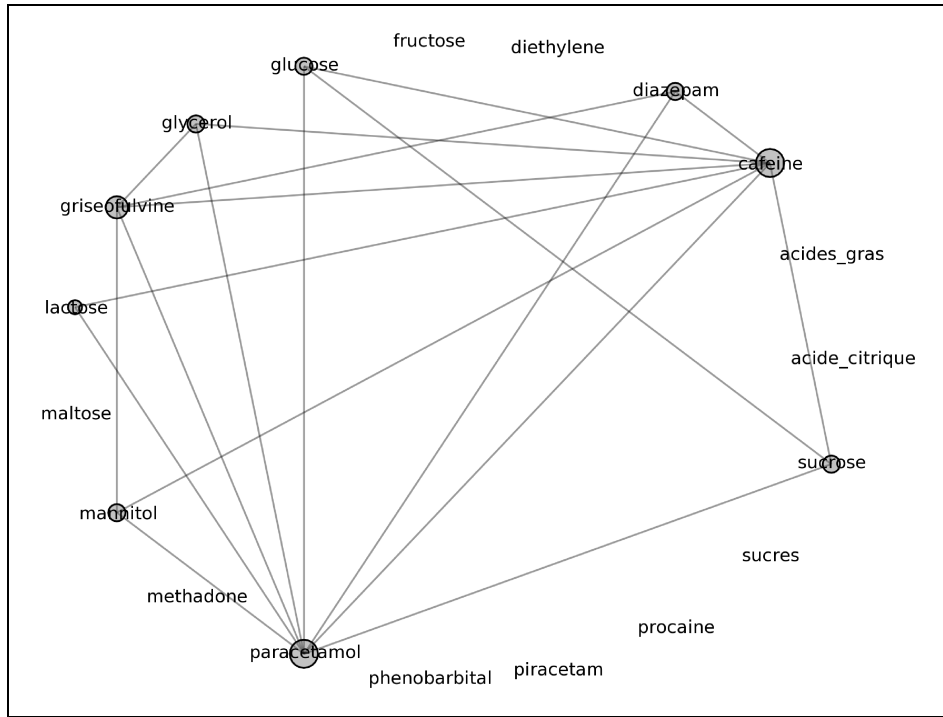 fructose
diethylene
glucose
diazepam
glycerol
cafeine
griseofulvine
acides_gras
lactose
acide_citrique
maltose
sucrose
mannitol
sucres
methadone
procaine
paracetamol
piracetam
phenobarbital